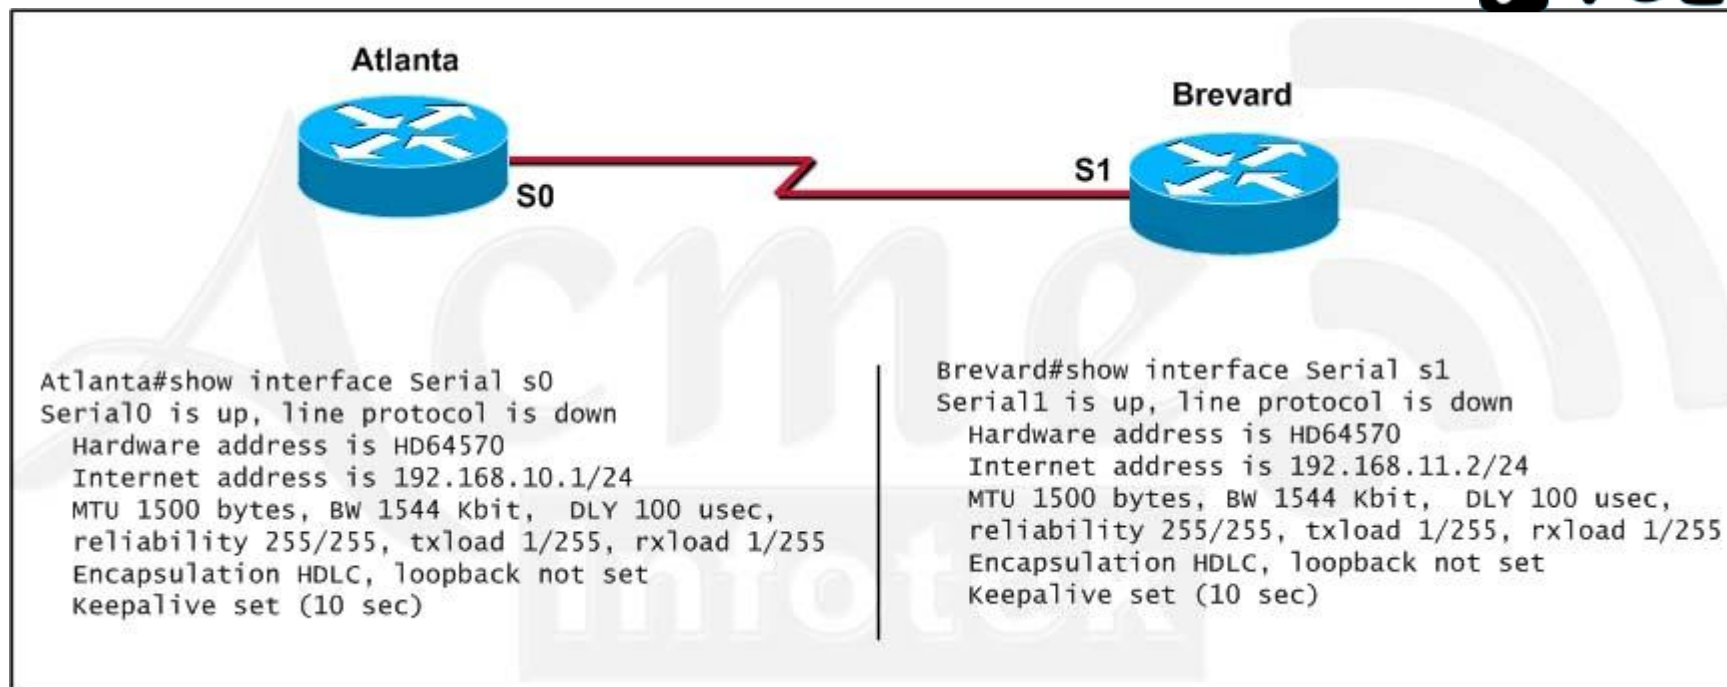 Atlanta
Brevard
S0
S1
Atlanta#show interface Serial s0
Serial0 is up, line protocol is down
Hardware address is HD64570
Internet address is 192.168.10.1/24
MTU 1500 bytes, BW 1544 Kbit, DLY 100 usec,
reliability 255/255, txload 1/255, rxload 1/255
Encapsulation HDLC, loopback not set
Keepalive set (10 sec)
Brevard#show interface Serial s1
Serial1 is up, line protocol is down
Hardware address is HD64570
Internet address is 192.168.11.2/24
MTU 1500 bytes, BW 1544 Kbit, DLY 100 usec,
reliability 255/255, txload 1/255, rxload 1/255
Encapsulation HDLC, loopback not set
Keepalive set (10 sec)
Acme
Infotek